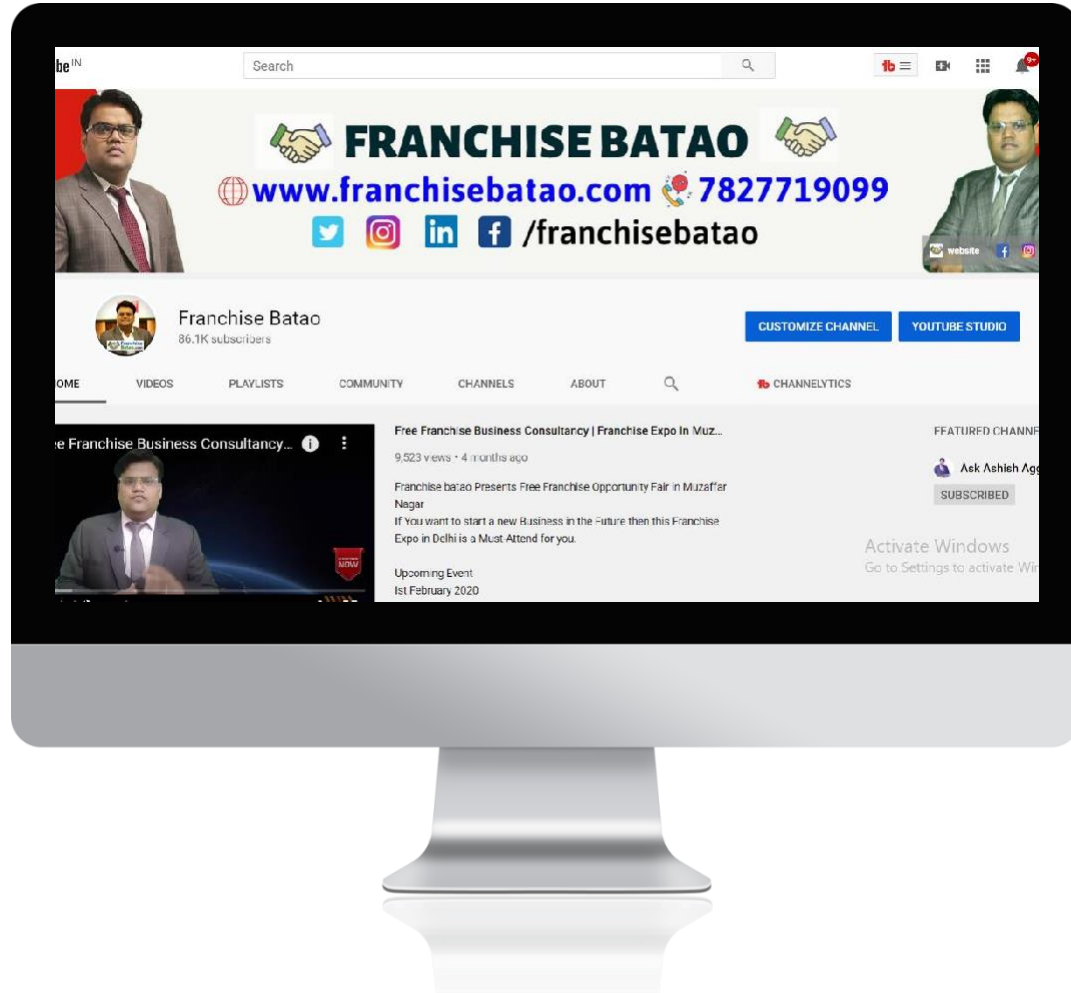 be IN
Search
9+
FRANCHISE BATAO
www.franchisebatao.com 7827719099
/franchisebatao
website
Franchise Batao
86.1K subscribers
CUSTOMIZE CHANNEL
YOUTUBE STUDIO
OME VIDEOS PLAYLISTS COMMUNITY CHANNELS ABOUT CHANNELYTICS
e Franchise Business Consultancy...
NOW
Free Franchise Business Consultancy | Franchise Expo In Muz...
9,523 views • 4 months ago
Franchise batao Presents Free Franchise Opportunity Fair in Muzaffar
Nagar
If You want to start a new Business in the Future then this Franchise
Expo in Delhi is a Must-Attend for you.
Upcoming Event
1st February 2020
FEATURED CHANNE
Ask Ashish Agg
SUBSCRIBED
Activate Windows
Go to Settings to activate Win